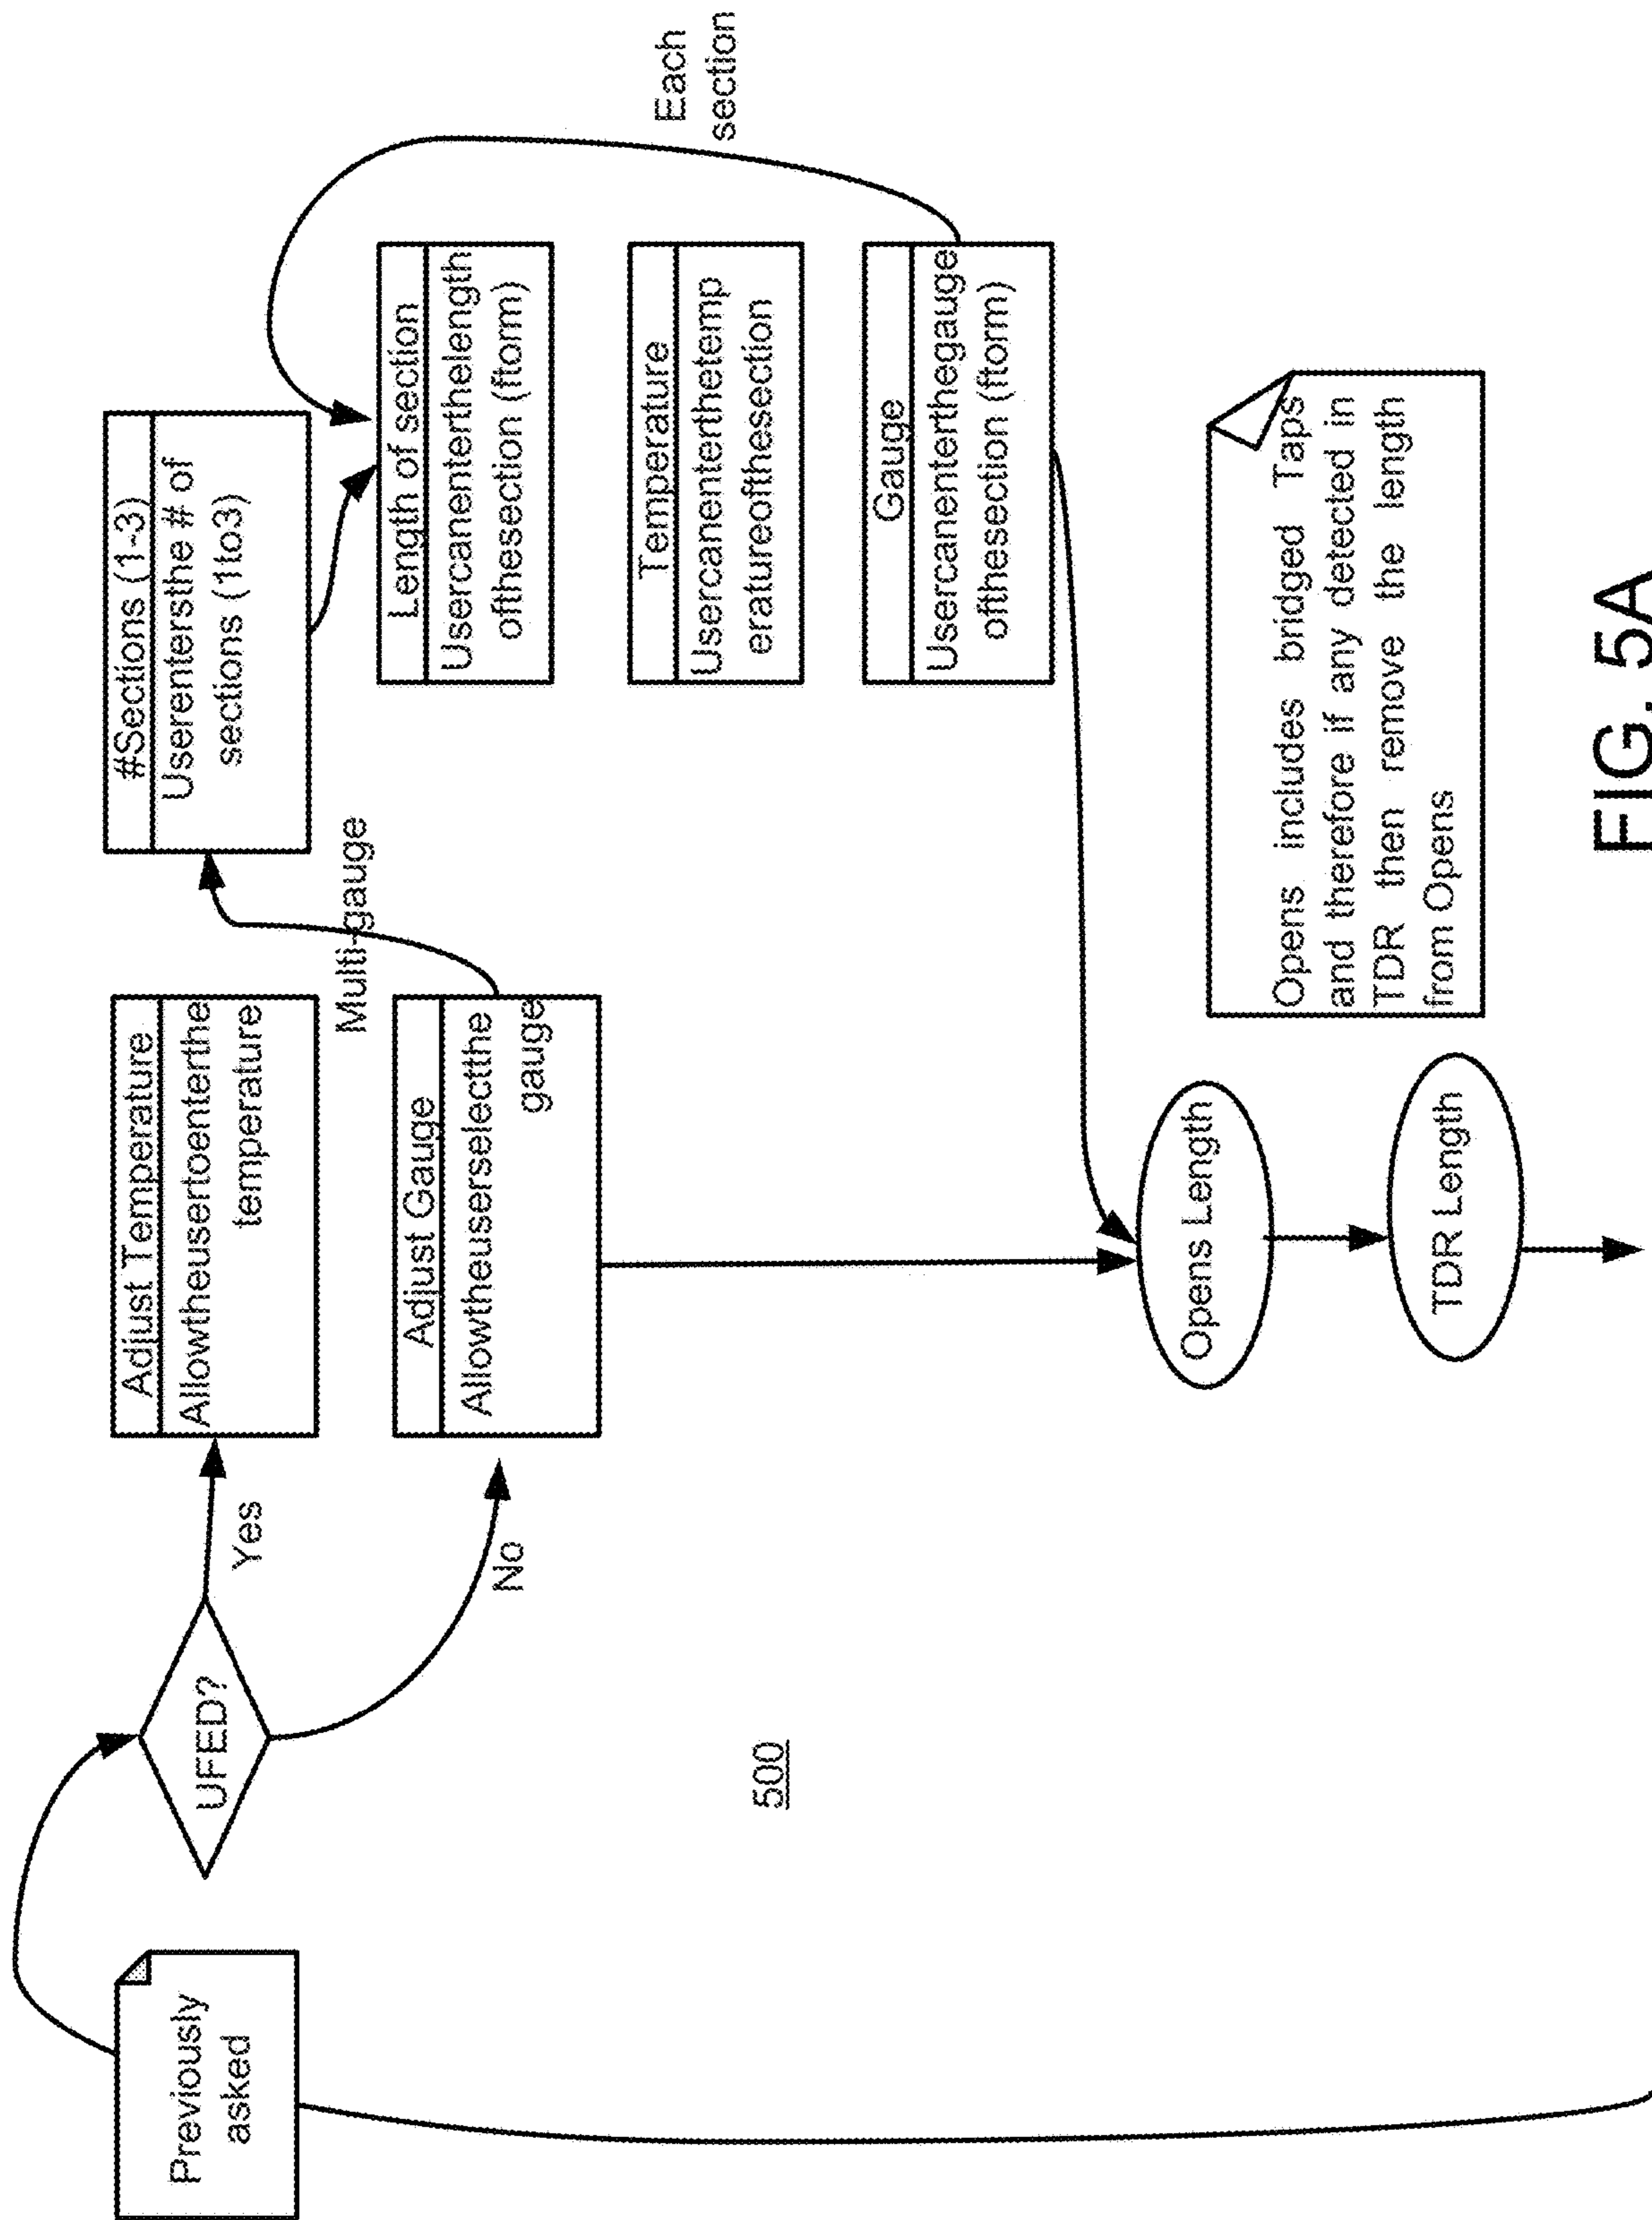 Previously
asked
UFED?
Yes
No
Adjust Temperature
Allowtheusertoenterthe
temperature
Adjust Gauge
Allowtheuserselectthe
gauge
Multi-gauge
#Sections (1-3)
Userentersthe # of
sections (1to3)
Length of section
Usercanenterthelength
ofthesection (ftorm)
Temperature
Usercanenterthetemp
eratureofthesection
Gauge
Usercanenterthegauge
ofthesection (ftorm)
Each
section
Opens Length
TDR Length
Opens includes bridged Taps
and therefore if any detected in
TDR then remove the length
from Opens
500
FIG. 5A